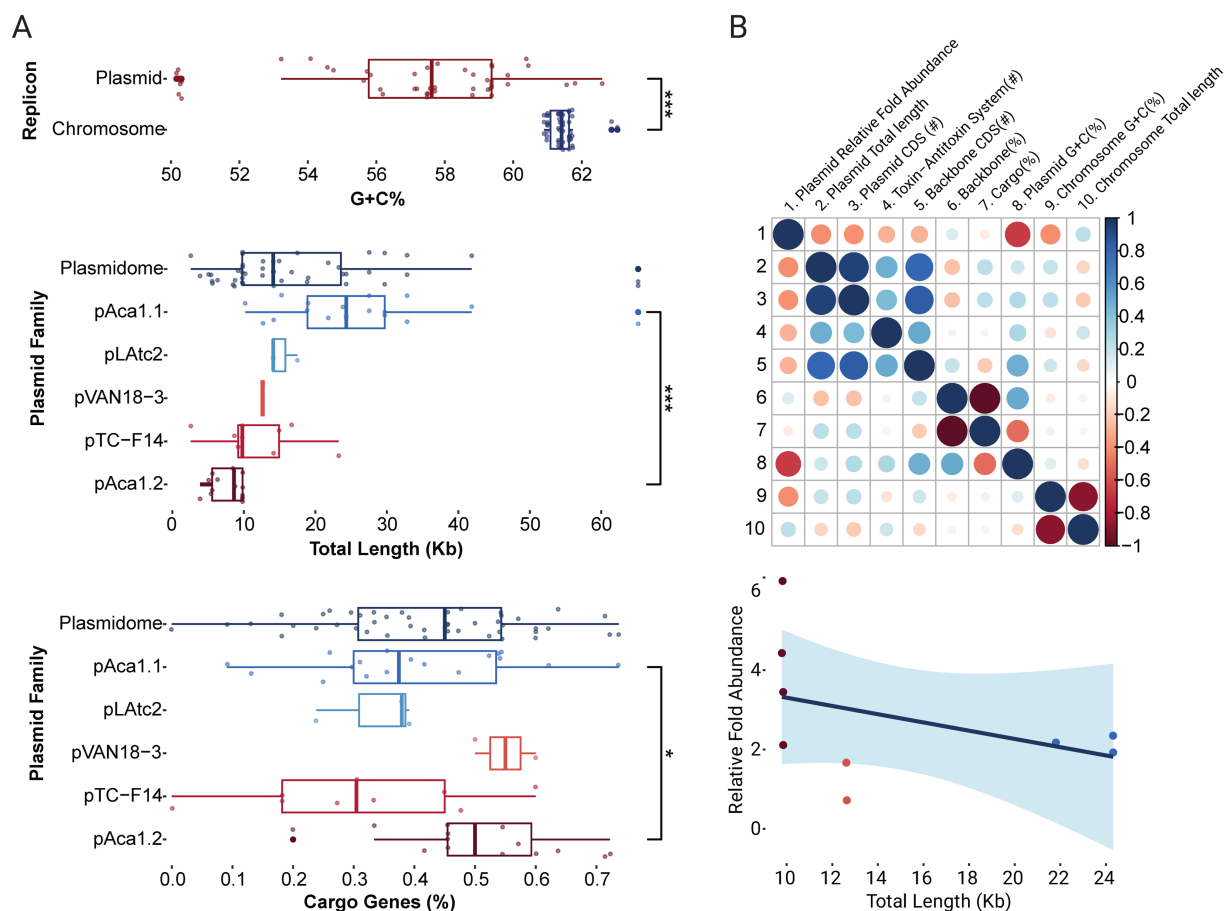 A
Replicon
Plasmid
Chromosome
***
50 52 54 56 58 60 62
G+C%
Plasmid Family
Plasmidome
pAca1.1
pLAtc2
pVAN18−3
pTC−F14
pAca1.2
***
0 10 20 30 40 50 60
Total Length (Kb)
Plasmid Family
Plasmidome
pAca1.1
pLAtc2
pVAN18−3
pTC−F14
pAca1.2
*
0.0 0.1 0.2 0.3 0.4 0.5 0.6 0.7
Cargo Genes (%)
B
1. Plasmid Relative Fold Abundance
2. Plasmid Total length
3. Plasmid CDS (#)
4. Toxin−Antitoxin System(#)
5. Backbone CDS(#)
6. Backbone(%)
7. Cargo(%)
8. Plasmid G+C(%)
9. Chromosome G+C(%)
10. Chromosome Total length
1
2
3
4
5
6
7
8
9
10
1
0.8
0.6
0.4
0.2
0
−0.2
−0.4
−0.6
−0.8
−1
Relative Fold Abundance
6
4
2
0
10 12 14 16 18 20 22 24
Total Length (Kb)